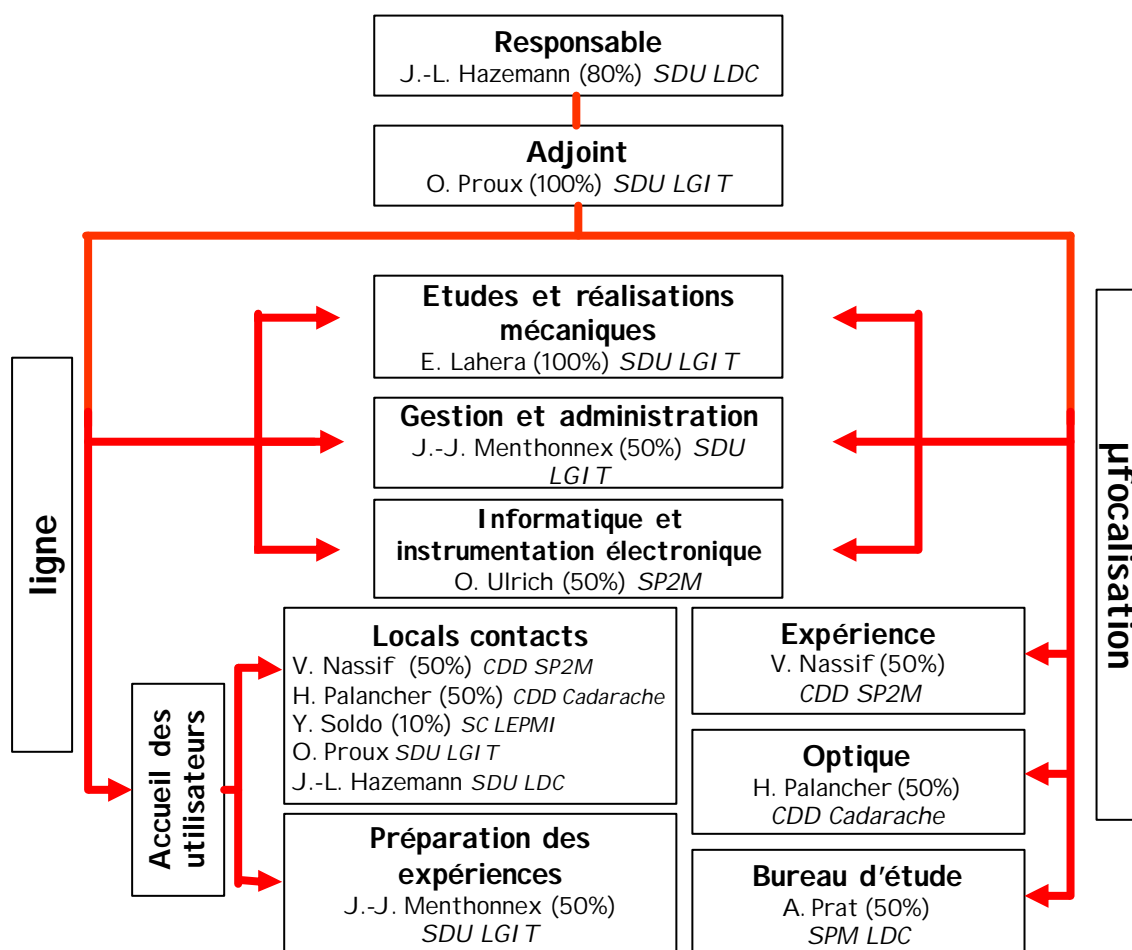 Responsable
J.-L. Hazemann (80%) SDU LDC
Adjoint
O. Proux (100%) SDU LGIT
Etudes et réalisations
mécaniques
E. Lahera (100%) SDU LGIT
Gestion et administration
J.-J. Menthonnex (50%) SDU
LGIT
Informatique et
instrumentation électronique
O. Ulrich (50%) SP2M
ligne
µfocalisation
Accueil des
utilisateurs
Locals contacts
V. Nassif (50%) CDD SP2M
H. Palancher (50%) CDD Cadarache
Y. Soldo (10%) SC LEPMI
O. Proux SDU LGIT
J.-L. Hazemann SDU LDC
Préparation des
expériences
J.-J. Menthonnex (50%)
SDU LGIT
Expérience
V. Nassif (50%)
CDD SP2M
Optique
H. Palancher (50%)
CDD Cadarache
Bureau d'étude
A. Prat (50%)
SPM LDC